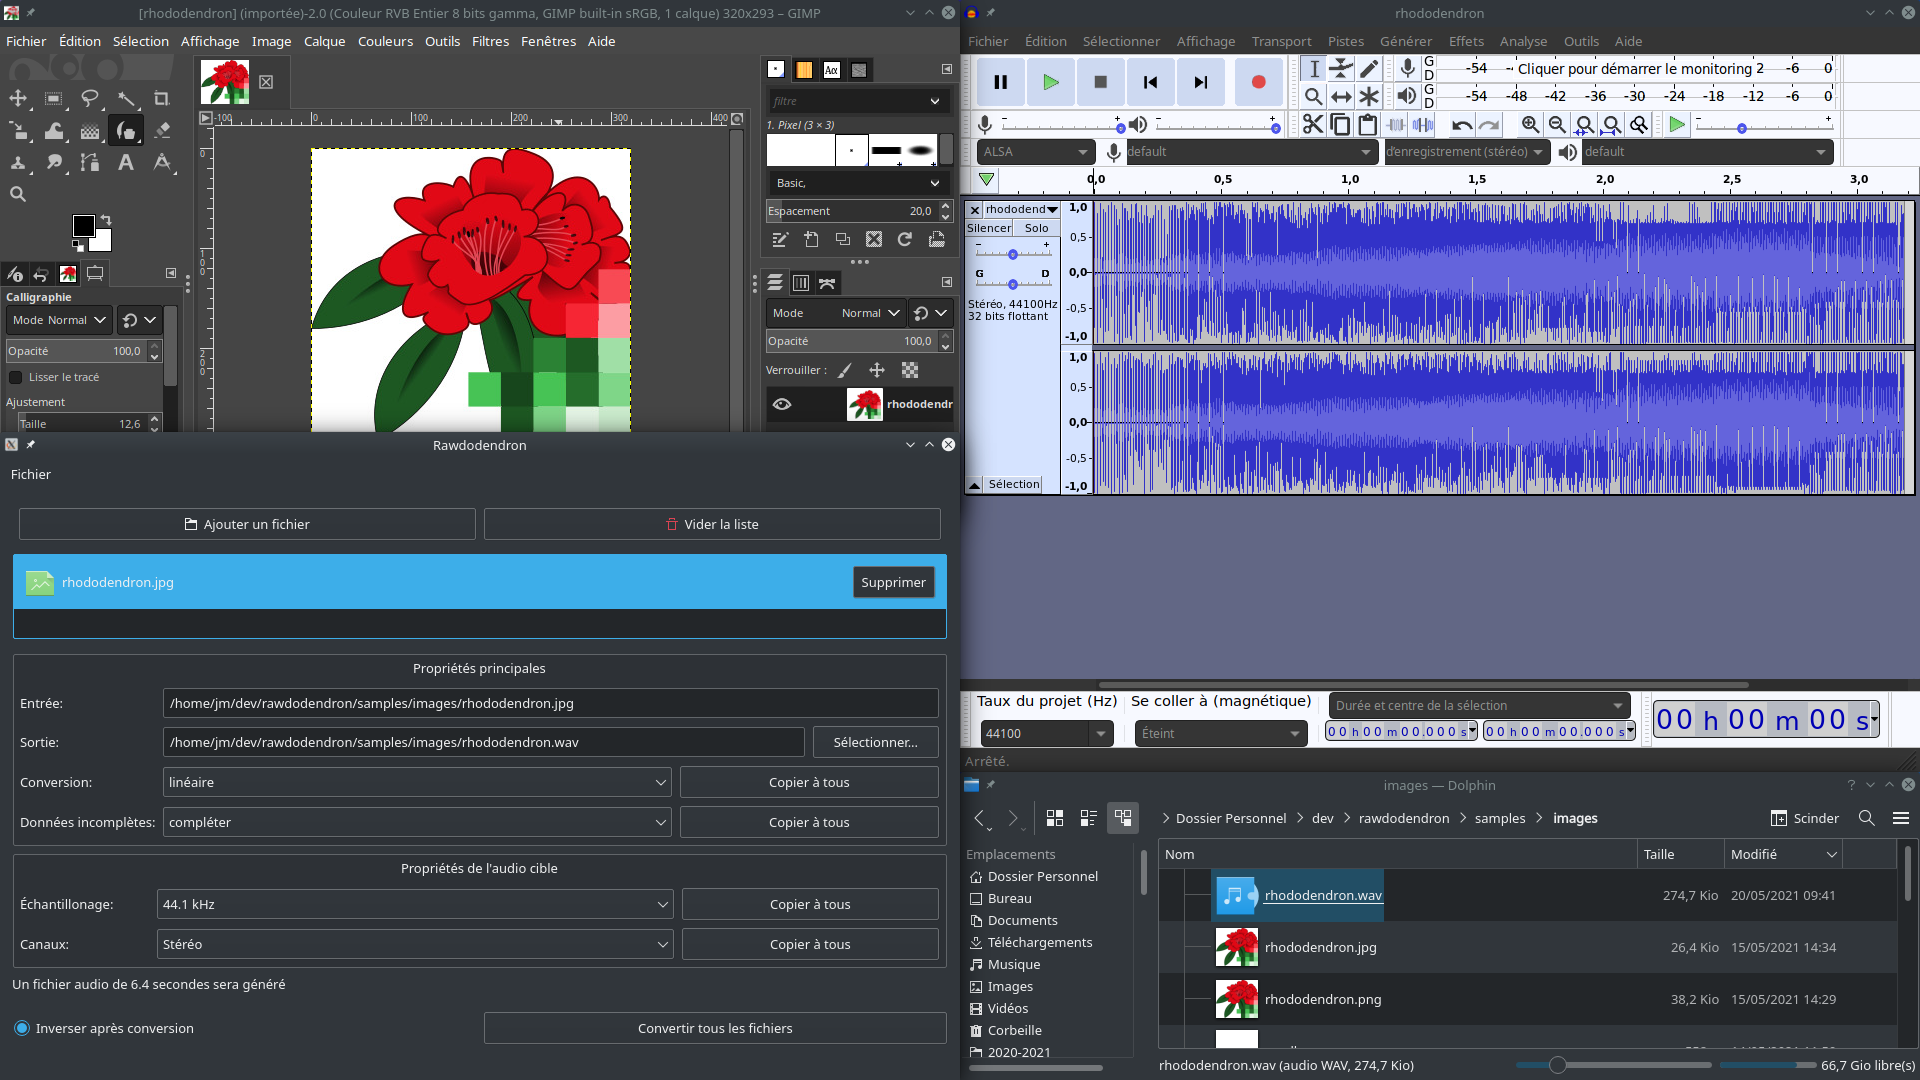 [rhododendron] (importée)-2.0 (Couleur RVB Entier 8 bits gamma, GIMP built-in sRGB, 1 calque) 320x293 – GIMP
Fichier Édition Sélection Affichage Image Calque Couleurs Outils Filtres Fenêtres Aide
-100 0 100 200 300 400
0
100
200
Calligraphie
Mode Normal
Opacité 100,0
Lisser le tracé
Ajustement
Taille 12,6
filtre
1. Pixel (3 × 3)
Basic,
Espacement 20,0
Mode Normal
Opacité 100,0
Verrouiller :
rhododendr
Rawdodendron
Fichier
Ajouter un fichier Vider la liste
rhododendron.jpg Supprimer
Propriétés principales
Entrée: /home/jm/dev/rawdodendron/samples/images/rhododendron.jpg
Sortie: /home/jm/dev/rawdodendron/samples/images/rhododendron.wav Sélectionner...
Conversion: linéaire Copier à tous
Données incomplètes: compléter Copier à tous
Propriétés de l'audio cible
Échantillonage: 44.1 kHz Copier à tous
Canaux: Stéréo Copier à tous
Un fichier audio de 6.4 secondes sera généré
Inverser après conversion Convertir tous les fichiers
rhododendron
Fichier Édition Sélectionner Affichage Transport Pistes Générer Effets Analyse Outils Aide
G
D
-54 Cliquer pour démarrer le monitoring 2 -6 0
G
D
-54 -48 -42 -36 -30 -24 -18 -12 -6 0
- + - +
- +
ALSA default d'enregistrement (stéréo) default
0,0 0,5 1,0 1,5 2,0 2,5 3,0
rhododend
Silencer Solo
- +
G D
Stéréo, 44100Hz
32 bits flottant
Sélection
1,0
0,5
0,0
-0,5
-1,0
1,0
0,5
0,0
-0,5
-1,0
Taux du projet (Hz) Se coller à (magnétique) Durée et centre de la sélection
44100 Éteint 00 h 00 m 00.000 s 00 h 00 m 00.000 s
00 h 00 m 00 s
Arrêté.
images — Dolphin
Dossier Personnel dev rawdodendron samples images
Scinder
Emplacements
Dossier Personnel
Bureau
Documents
Téléchargements
Musique
Images
Vidéos
Corbeille
2020-2021
Nom Taille Modifié
rhododendron.wav 274,7 Kio 20/05/2021 09:41
rhododendron.jpg 26,4 Kio 15/05/2021 14:34
rhododendron.png 38,2 Kio 15/05/2021 14:29
rhododendron.wav (audio WAV, 274,7 Kio) 66,7 Gio libre(s)